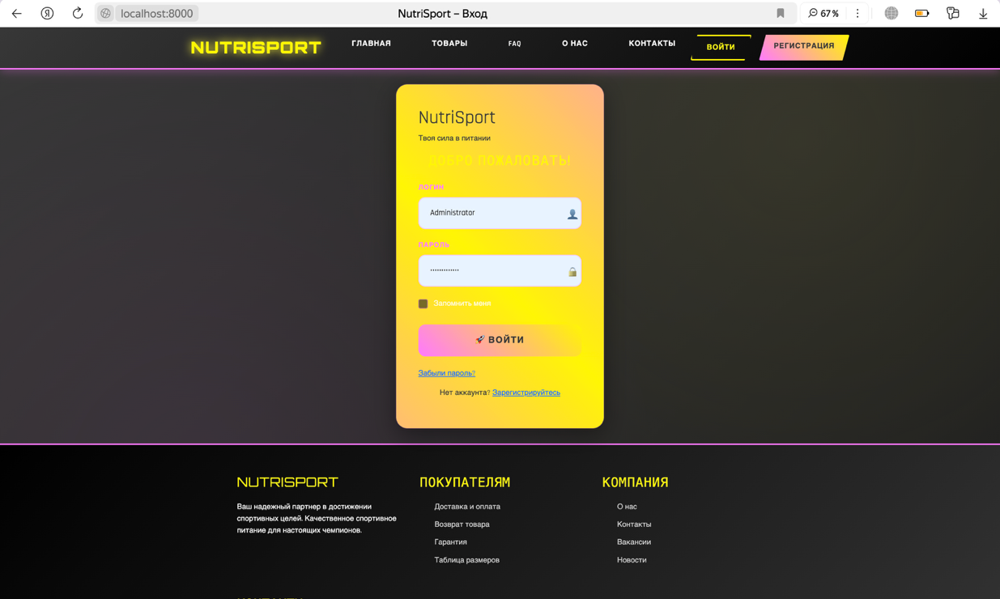 localhost:8000
NutriSport – Вход
67 %
NUTRISPORT
ГЛАВНАЯ
ТОВАРЫ
FAQ
О НАС
КОНТАКТЫ
ВОЙТИ
РЕГИСТРАЦИЯ
NutriSport
Твоя сила в питании
ДОБРО ПОЖАЛОВАТЬ!
ЛОГИН
Administrator
ПАРОЛЬ
Запомнить меня
🚀 ВОЙТИ
Забыли пароль?
Нет аккаунта? Зарегистрируйтесь
NUTRISPORT
Ваш надежный партнер в достижении
спортивных целей. Качественное спортивное
питание для настоящих чемпионов.
ПОКУПАТЕЛЯМ
Доставка и оплата
Возврат товара
Гарантия
Таблица размеров
КОМПАНИЯ
О нас
Контакты
Вакансии
Новости